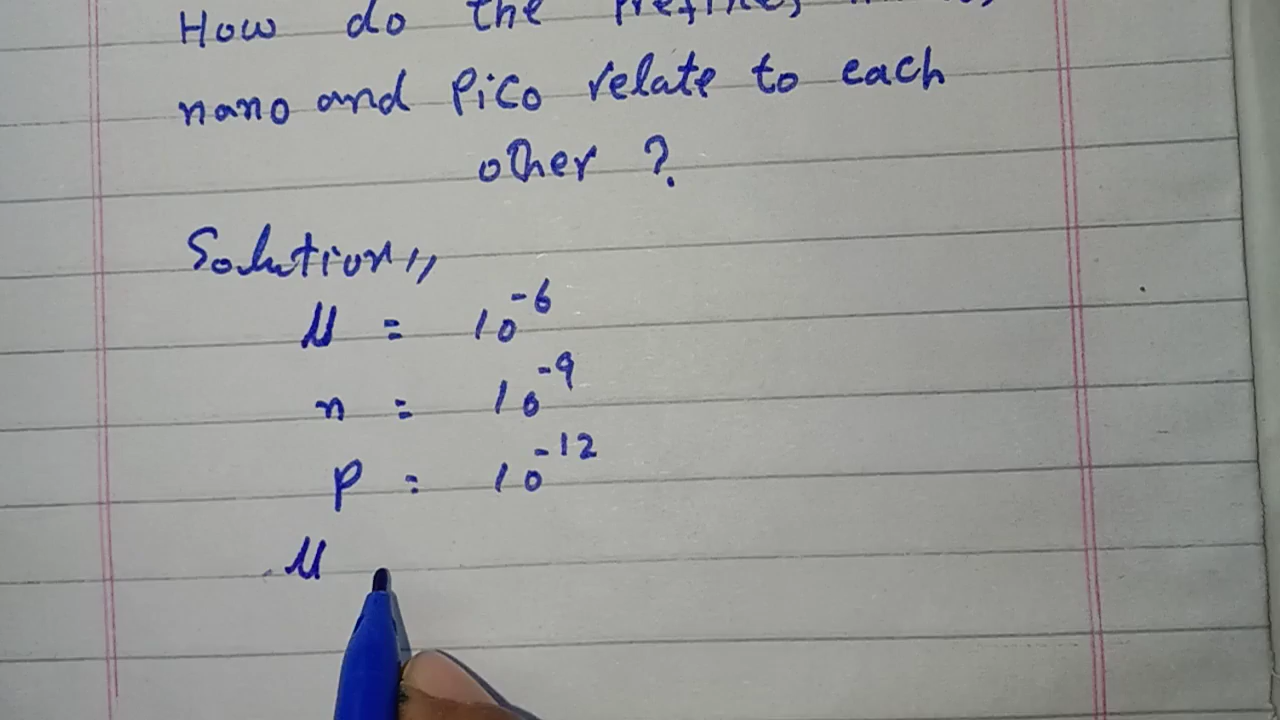 How do the
nano and pico relate to each
other ?
Solution,,
μ = 10^-6
n = 10^-9
p = 10^-12
μ